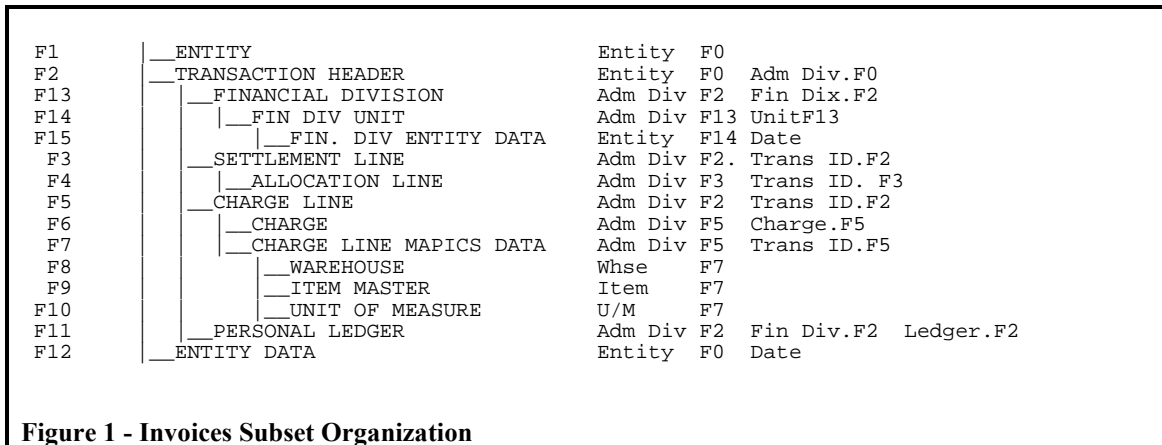 F1 |__ENTITY Entity F0
F2 |__TRANSACTION HEADER Entity F0 Adm Div.F0
F13 | |__FINANCIAL DIVISION Adm Div F2 Fin Dix.F2
F14 | | |__FIN DIV UNIT Adm Div F13 UnitF13
F15 | | |__FIN. DIV ENTITY DATA Entity F14 Date
F3 | |__SETTLEMENT LINE Adm Div F2. Trans ID.F2
F4 | | |__ALLOCATION LINE Adm Div F3 Trans ID. F3
F5 | |__CHARGE LINE Adm Div F2 Trans ID.F2
F6 | | |__CHARGE Adm Div F5 Charge.F5
F7 | | |__CHARGE LINE MAPICS DATA Adm Div F5 Trans ID.F5
F8 | | |__WAREHOUSE Whse F7
F9 | | |__ITEM MASTER Item F7
F10 | | |__UNIT OF MEASURE U/M F7
F11 | |__PERSONAL LEDGER Adm Div F2 Fin Div.F2 Ledger.F2
F12 |__ENTITY DATA Entity F0 Date
Figure 1 - Invoices Subset Organization